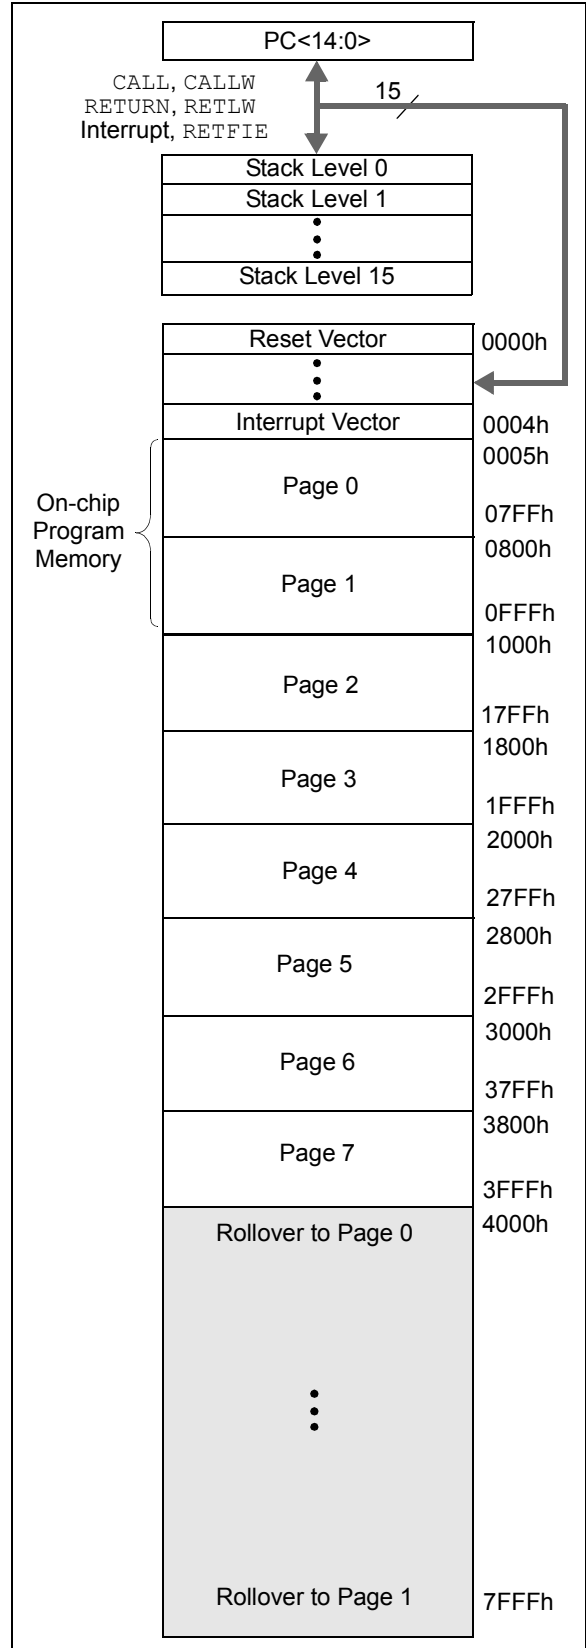 PC<14:0>
CALL, CALLW
RETURN, RETLW
Interrupt, RETFIE
15
Stack Level 0
Stack Level 1
Stack Level 15
Reset Vector
0000h
Interrupt Vector
0004h
0005h
On-chip
Program
Memory
Page 0
07FFh
0800h
Page 1
0FFFh
1000h
Page 2
17FFh
1800h
Page 3
1FFFh
2000h
Page 4
27FFh
2800h
Page 5
2FFFh
3000h
Page 6
37FFh
3800h
Page 7
3FFFh
4000h
Rollover to Page 0
Rollover to Page 1
7FFFh